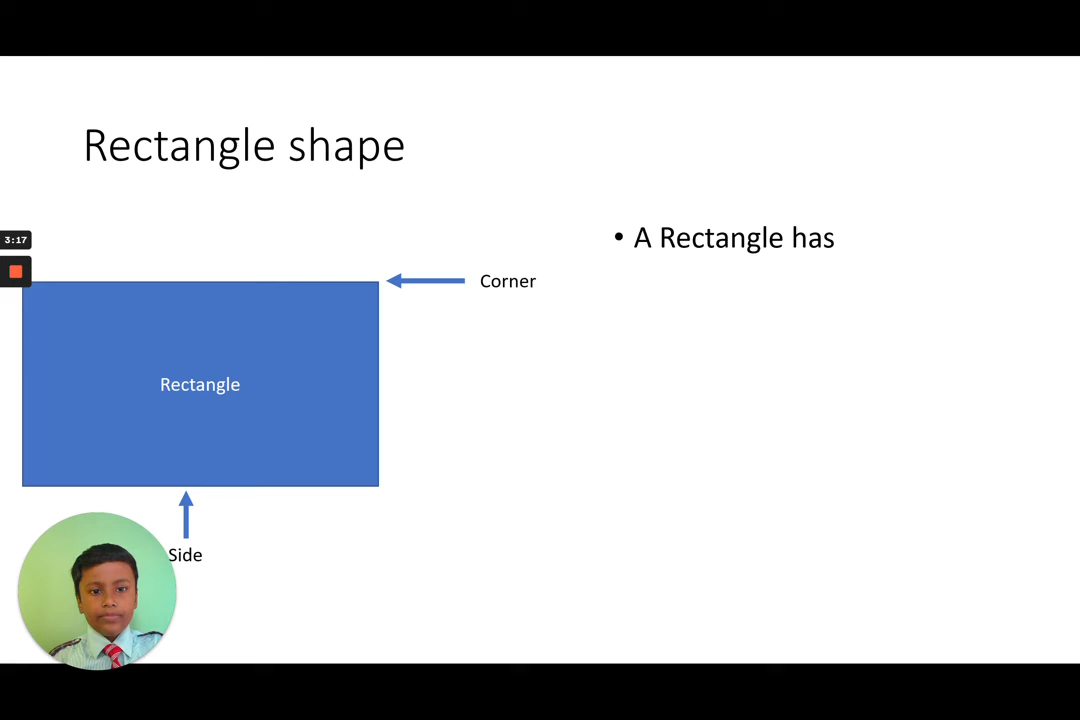 Rectangle shape
3:17
• A Rectangle has
Corner
Rectangle
Side